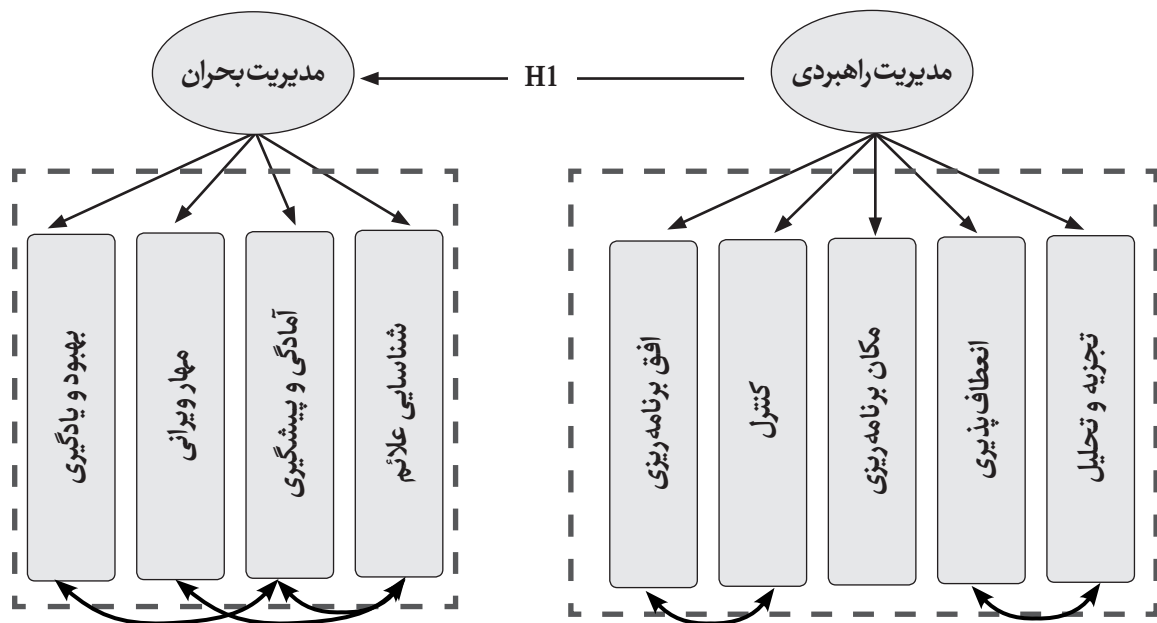 مدیریت راهبردی
H1
مدیریت بحران
تجزیه و تحلیل
انعطاف‌پذیری
مکان برنامه‌ریزی
کنترل
افق برنامه‌ریزی
شناسایی علائم
آمادگی و پیشگیری
مهار ویرانی
بهبود و یادگیری